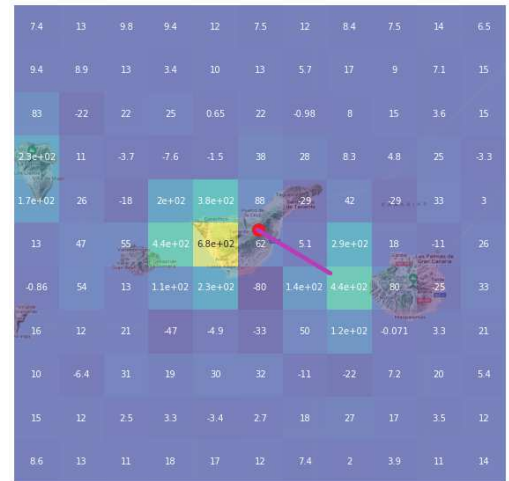 7.4 13 9.8 9.4 12 7.5 12 8.4 7.5 14 6.5
9.4 8.9 13 3.4 10 13 5.7 17 9 7.1 15
83 -22 22 25 0.65 22 -0.98 8 15 3.6 15
2.3e+02 11 -3.7 -7.6 -1.5 38 28 8.3 4.8 25 -3.3
1.7e+02 26 -18 2e+02 3.8e+02 88 -29 42 -29 33 3
13 47 55 4.4e+02 6.8e+02 62 5.1 2.9e+02 18 -11 26
Las Palmas de
Gran Canaria
-0.86 54 13 1.1e+02 2.3e+02 -80 1.4e+02 4.4e+02 80 -25 33
16 12 21 -47 -4.9 -33 50 1.2e+02 -0.071 3.3 21
10 -6.4 31 19 30 32 -11 -22 7.2 20 5.4
15 12 2.5 3.3 -3.4 2.7 18 27 17 3.5 12
8.6 13 11 18 17 12 7.4 2 3.9 11 14